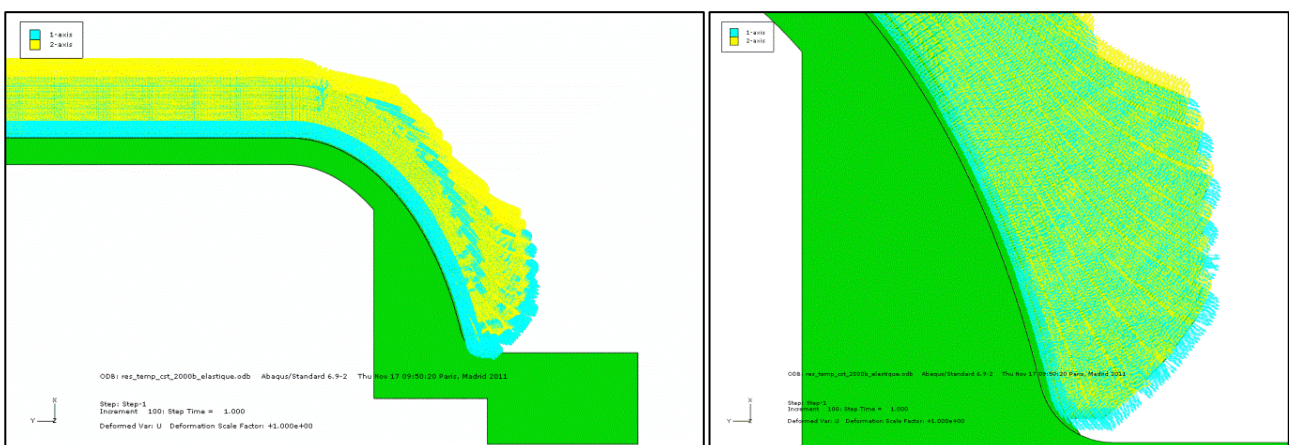 1-axis
2-axis
ODB: res_temp_cst_2000b_elastique.odb Abaqus/Standard 6.9-2 Thu Nov 17 09:50:20 Paris, Madrid 2011
Step: Step-1
Increment 100: Step Time = 1.000
Deformed Var: U Deformation Scale Factor: +1.000e+00
X
Y
Z
1-axis
2-axis
ODB: res_temp_cst_2000b_elastique.odb Abaqus/Standard 6.9-2 Thu Nov 17 09:50:20 Paris, Madrid 2011
Step: Step-1
Increment 100: Step Time = 1.000
Deformed Var: U Deformation Scale Factor: +1.000e+00
X
Y
Z